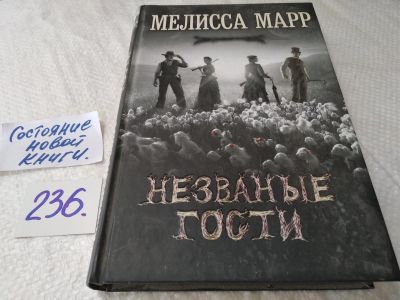 МЕЛИССА МАРР
Состояние
новой
книги.
236.
НЕЗВАНЫЕ
ГОСТИ